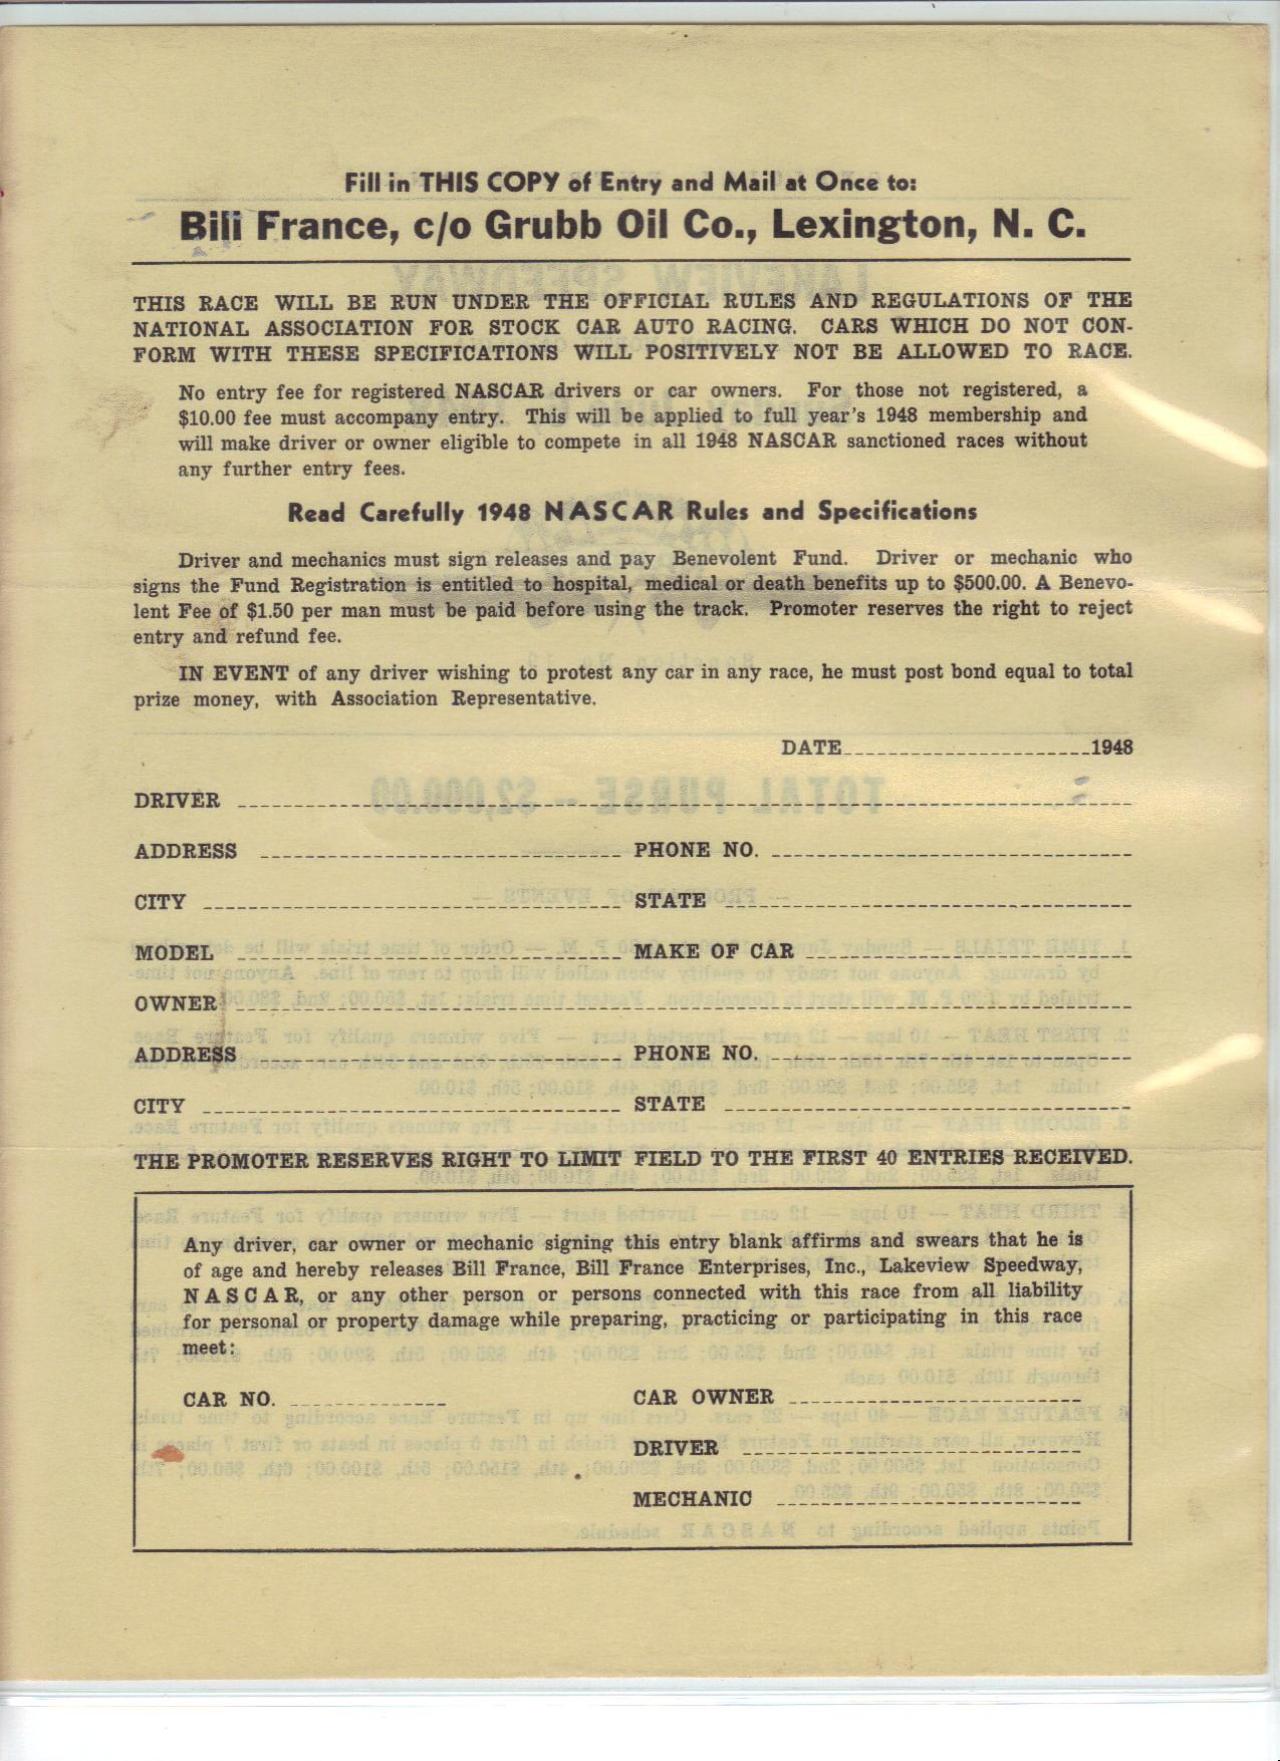 Fill in THIS COPY of Entry and Mail at Once to:
Bill France, c/o Grubb Oil Co., Lexington, N. C.
THIS RACE WILL BE RUN UNDER THE OFFICIAL RULES AND REGULATIONS OF THE
NATIONAL ASSOCIATION FOR STOCK CAR AUTO RACING. CARS WHICH DO NOT CON-
FORM WITH THESE SPECIFICATIONS WILL POSITIVELY NOT BE ALLOWED TO RACE.
No entry fee for registered NASCAR drivers or car owners. For those not registered, a
$10.00 fee must accompany entry. This will be applied to full year's 1948 membership and
will make driver or owner eligible to compete in all 1948 NASCAR sanctioned races without
any further entry fees.
Read Carefully 1948 NASCAR Rules and Specifications
Driver and mechanics must sign releases and pay Benevolent Fund. Driver or mechanic who
signs the Fund Registration is entitled to hospital, medical or death benefits up to $500.00. A Benevo-
lent Fee of $1.50 per man must be paid before using the track. Promoter reserves the right to reject
entry and refund fee.
IN EVENT of any driver wishing to protest any car in any race, he must post bond equal to total
prize money, with Association Representative.
DATE 1948
DRIVER
ADDRESS PHONE NO.
CITY STATE
MODEL MAKE OF CAR
OWNER
ADDRESS PHONE NO.
CITY STATE
THE PROMOTER RESERVES RIGHT TO LIMIT FIELD TO THE FIRST 40 ENTRIES RECEIVED.
Any driver, car owner or mechanic signing this entry blank affirms and swears that he is
of age and hereby releases Bill France, Bill France Enterprises, Inc., Lakeview Speedway,
NASCAR, or any other person or persons connected with this race from all liability
for personal or property damage while preparing, practicing or participating in this race
meet:
CAR NO. CAR OWNER
DRIVER
MECHANIC